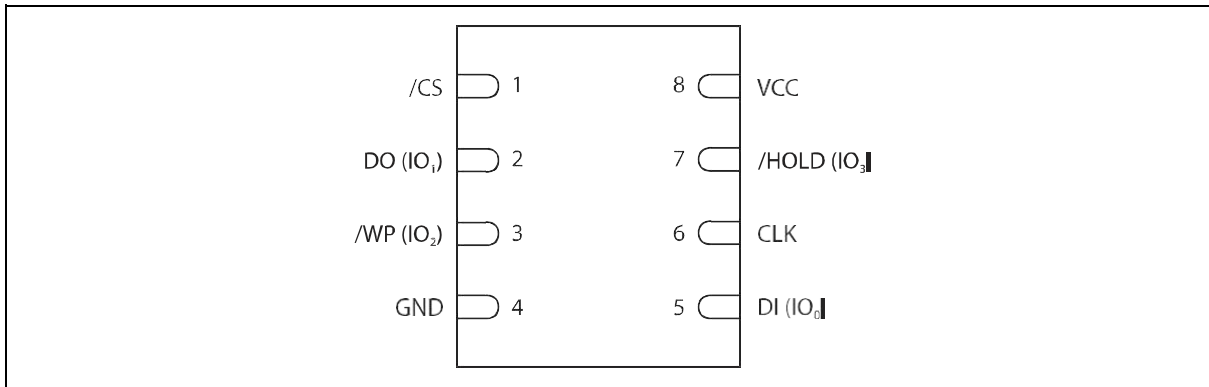 /CS 1 8 VCC
DO (IO₁) 2 7 /HOLD (IO₃
/WP (IO₂) 3 6 CLK
GND 4 5 DI (IO₀